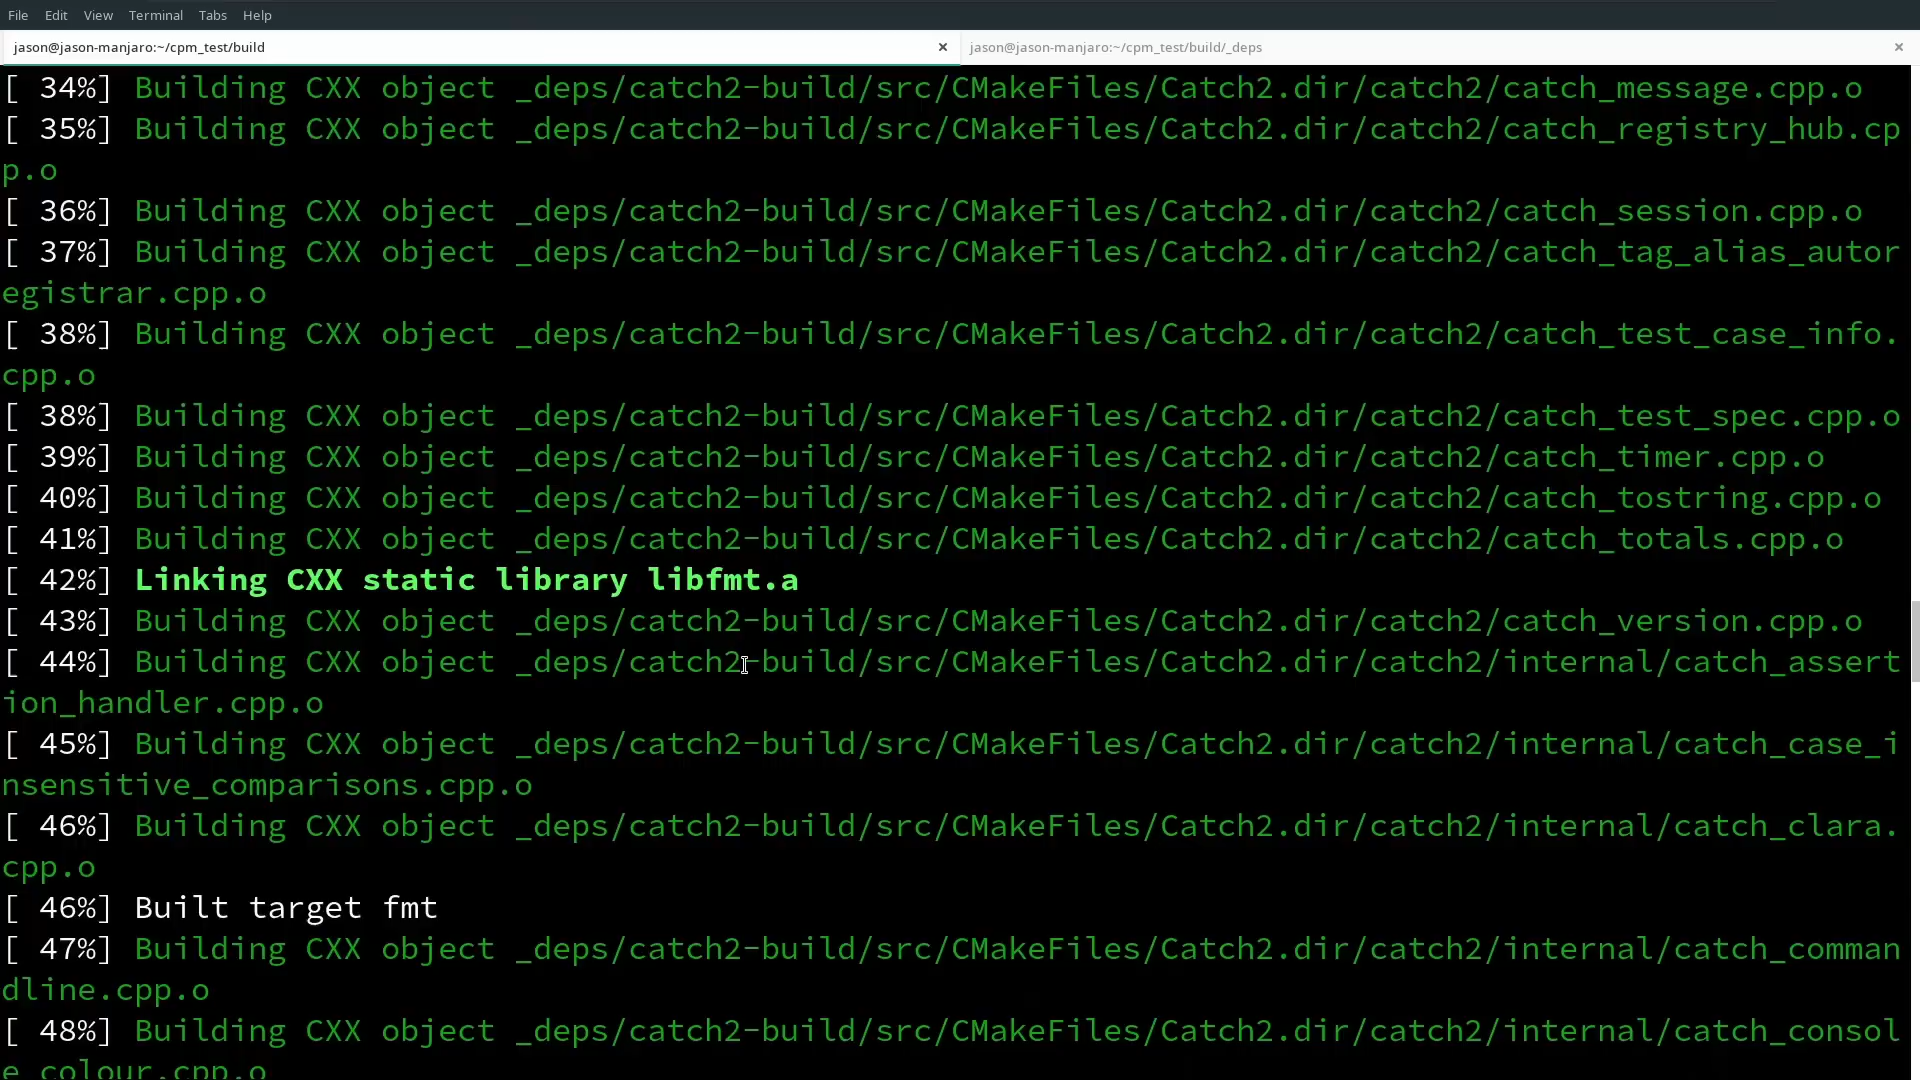 File Edit View Terminal Tabs Help
jason@jason-manjaro:~/cpm_test/build × jason@jason-manjaro:~/cpm_test/build/_deps ×
[ 34%] Building CXX object _deps/catch2-build/src/CMakeFiles/Catch2.dir/catch2/catch_message.cpp.o
[ 35%] Building CXX object _deps/catch2-build/src/CMakeFiles/Catch2.dir/catch2/catch_registry_hub.cp
p.o
[ 36%] Building CXX object _deps/catch2-build/src/CMakeFiles/Catch2.dir/catch2/catch_session.cpp.o
[ 37%] Building CXX object _deps/catch2-build/src/CMakeFiles/Catch2.dir/catch2/catch_tag_alias_autor
egistrar.cpp.o
[ 38%] Building CXX object _deps/catch2-build/src/CMakeFiles/Catch2.dir/catch2/catch_test_case_info.
cpp.o
[ 38%] Building CXX object _deps/catch2-build/src/CMakeFiles/Catch2.dir/catch2/catch_test_spec.cpp.o
[ 39%] Building CXX object _deps/catch2-build/src/CMakeFiles/Catch2.dir/catch2/catch_timer.cpp.o
[ 40%] Building CXX object _deps/catch2-build/src/CMakeFiles/Catch2.dir/catch2/catch_tostring.cpp.o
[ 41%] Building CXX object _deps/catch2-build/src/CMakeFiles/Catch2.dir/catch2/catch_totals.cpp.o
[ 42%] Linking CXX static library libfmt.a
[ 43%] Building CXX object _deps/catch2-build/src/CMakeFiles/Catch2.dir/catch2/catch_version.cpp.o
[ 44%] Building CXX object _deps/catch2-build/src/CMakeFiles/Catch2.dir/catch2/internal/catch_assert
ion_handler.cpp.o
[ 45%] Building CXX object _deps/catch2-build/src/CMakeFiles/Catch2.dir/catch2/internal/catch_case_i
nsensitive_comparisons.cpp.o
[ 46%] Building CXX object _deps/catch2-build/src/CMakeFiles/Catch2.dir/catch2/internal/catch_clara.
cpp.o
[ 46%] Built target fmt
[ 47%] Building CXX object _deps/catch2-build/src/CMakeFiles/Catch2.dir/catch2/internal/catch_comman
dline.cpp.o
[ 48%] Building CXX object _deps/catch2-build/src/CMakeFiles/Catch2.dir/catch2/internal/catch_consol
e_colour.cpp.o